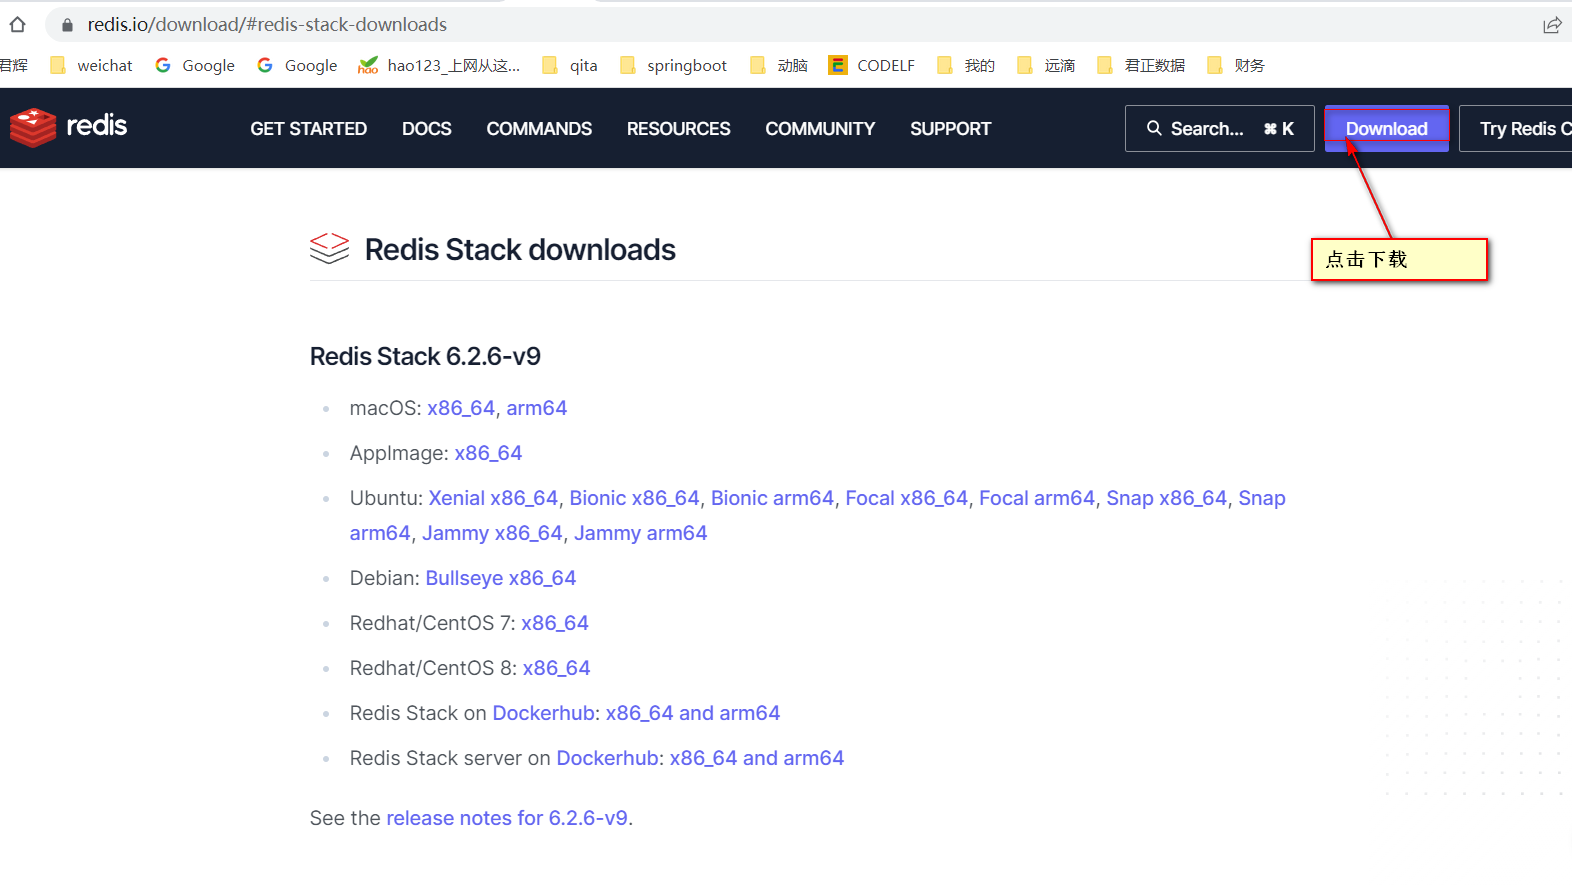 redis.io/download/#redis-stack-downloads
君辉 weichat Google Google hao123_上网从这... qita springboot 动脑 CODELF 我的 远滴 君正数据 财务
redis GET STARTED DOCS COMMANDS RESOURCES COMMUNITY SUPPORT Search... ⌘ K Download Try Redis C
点击下载
Redis Stack downloads
Redis Stack 6.2.6-v9
macOS: x86_64, arm64
AppImage: x86_64
Ubuntu: Xenial x86_64, Bionic x86_64, Bionic arm64, Focal x86_64, Focal arm64, Snap x86_64, Snap
arm64, Jammy x86_64, Jammy arm64
Debian: Bullseye x86_64
Redhat/CentOS 7: x86_64
Redhat/CentOS 8: x86_64
Redis Stack on Dockerhub: x86_64 and arm64
Redis Stack server on Dockerhub: x86_64 and arm64
See the release notes for 6.2.6-v9.